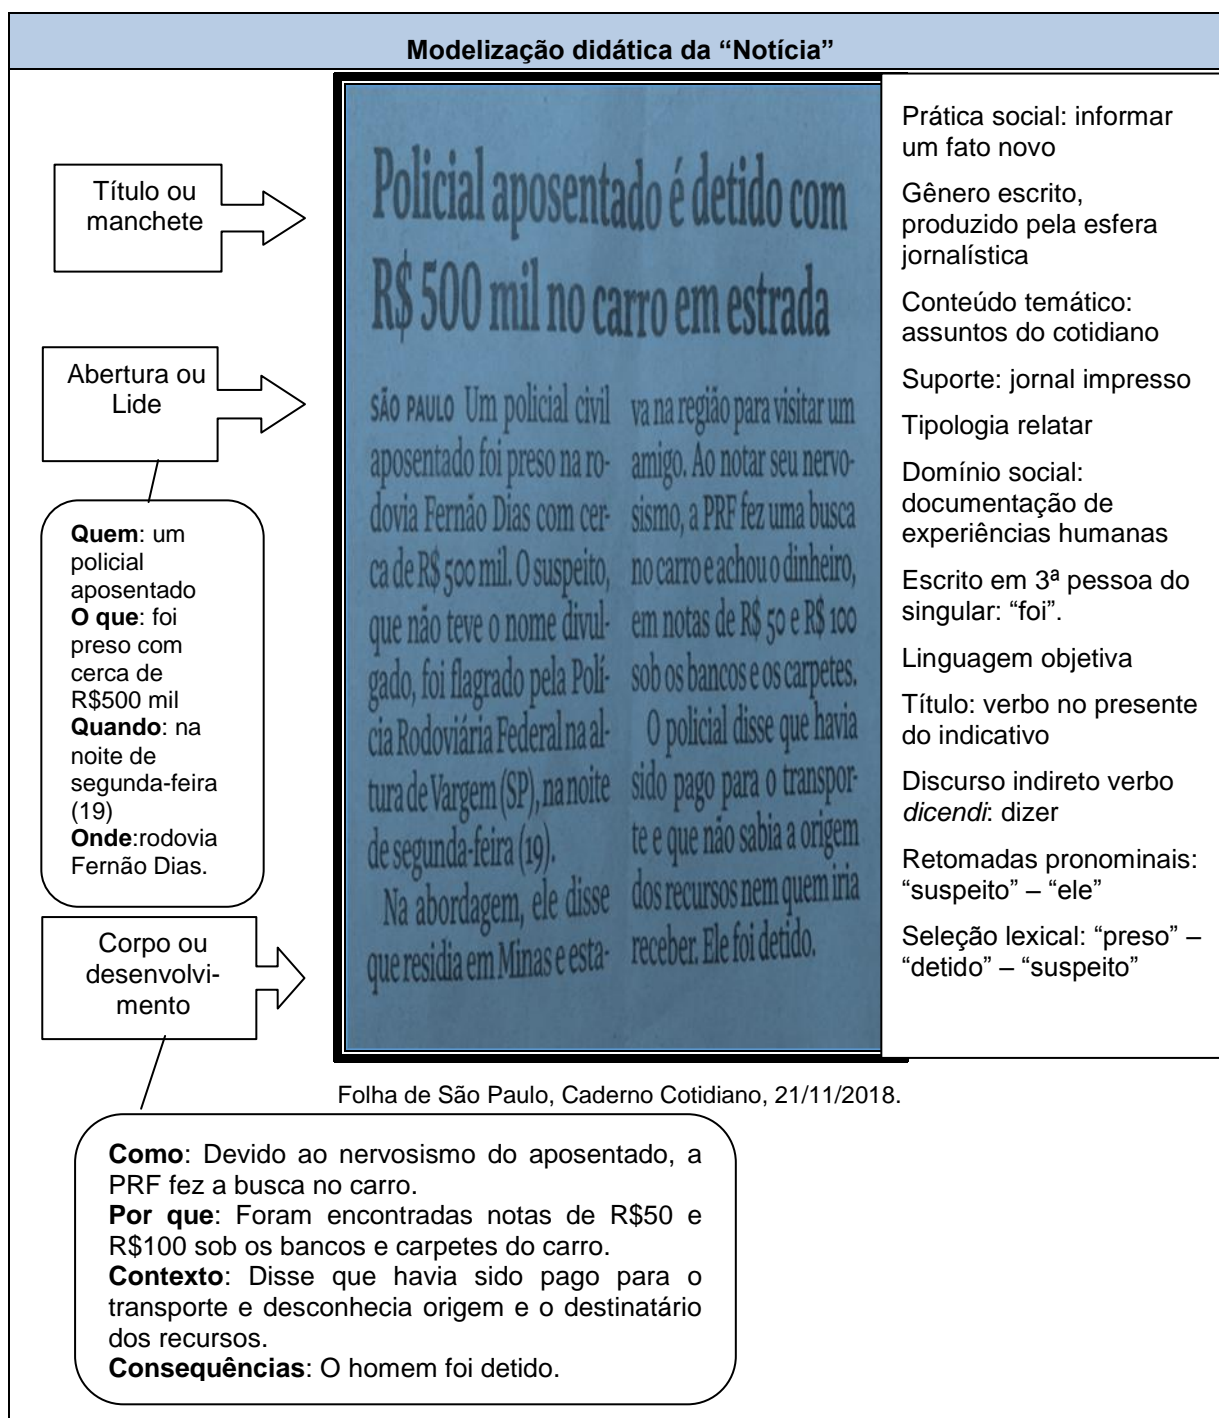 Modelização didática da “Notícia”
Título ou
manchete
Abertura ou
Lide
Quem: um
policial
aposentado
O que: foi
preso com
cerca de
R$500 mil
Quando: na
noite de
segunda-feira
(19)
Onde:rodovia
Fernão Dias.
Corpo ou
desenvolvi-
mento
Policial aposentado é detido com
R$ 500 mil no carro em estrada
SÃO PAULO Um policial civil
aposentado foi preso na ro-
dovia Fernão Dias com cer-
ca de R$ 500 mil. O suspeito,
que não teve o nome divul-
gado, foi flagrado pela Polí-
cia Rodoviária Federal na al-
tura de Vargem (SP), na noite
de segunda-feira (19).
Na abordagem, ele disse
que residia em Minas e esta-
va na região para visitar um
amigo. Ao notar seu nervo-
sismo, a PRF fez uma busca
no carro e achou o dinheiro,
em notas de R$ 50 e R$ 100
sob os bancos e os carpetes.
O policial disse que havia
sido pago para o transpor-
te e que não sabia a origem
dos recursos nem quem iria
receber. Ele foi detido.
Prática social: informar
um fato novo
Gênero escrito,
produzido pela esfera
jornalística
Conteúdo temático:
assuntos do cotidiano
Suporte: jornal impresso
Tipologia relatar
Domínio social:
documentação de
experiências humanas
Escrito em 3ª pessoa do
singular: “foi”.
Linguagem objetiva
Título: verbo no presente
do indicativo
Discurso indireto verbo
dicendi: dizer
Retomadas pronominais:
“suspeito” – “ele”
Seleção lexical: “preso” –
“detido” – “suspeito”
Folha de São Paulo, Caderno Cotidiano, 21/11/2018.
Como: Devido ao nervosismo do aposentado, a
PRF fez a busca no carro.
Por que: Foram encontradas notas de R$50 e
R$100 sob os bancos e carpetes do carro.
Contexto: Disse que havia sido pago para o
transporte e desconhecia origem e o destinatário
dos recursos.
Consequências: O homem foi detido.